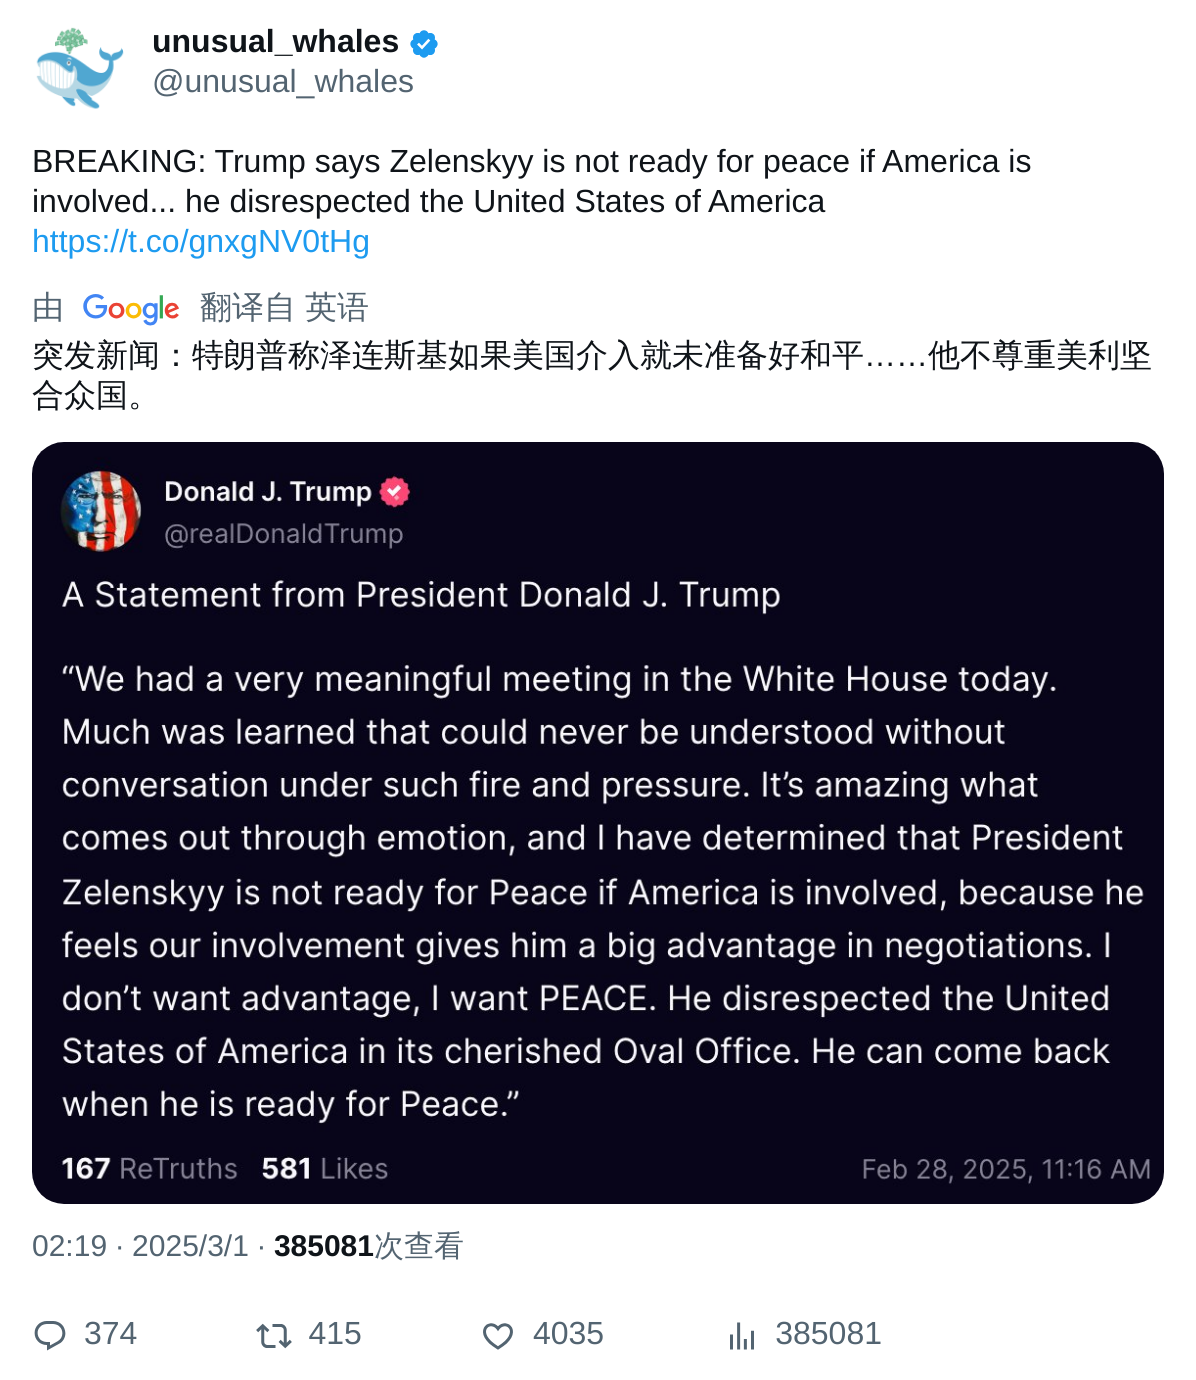 unusual_whales
@unusual_whales
BREAKING: Trump says Zelenskyy is not ready for peace if America is
involved... he disrespected the United States of America
https://t.co/gnxgNV0tHg
由 Google 翻译自 英语
突发新闻：特朗普称泽连斯基如果美国介入就未准备好和平……他不尊重美利坚
合众国。
Donald J. Trump
@realDonaldTrump
A Statement from President Donald J. Trump
“We had a very meaningful meeting in the White House today.
Much was learned that could never be understood without
conversation under such fire and pressure. It’s amazing what
comes out through emotion, and I have determined that President
Zelenskyy is not ready for Peace if America is involved, because he
feels our involvement gives him a big advantage in negotiations. I
don’t want advantage, I want PEACE. He disrespected the United
States of America in its cherished Oval Office. He can come back
when he is ready for Peace.”
167 ReTruths 581 Likes Feb 28, 2025, 11:16 AM
02:19 · 2025/3/1 · 385081次查看
374 415 4035 385081